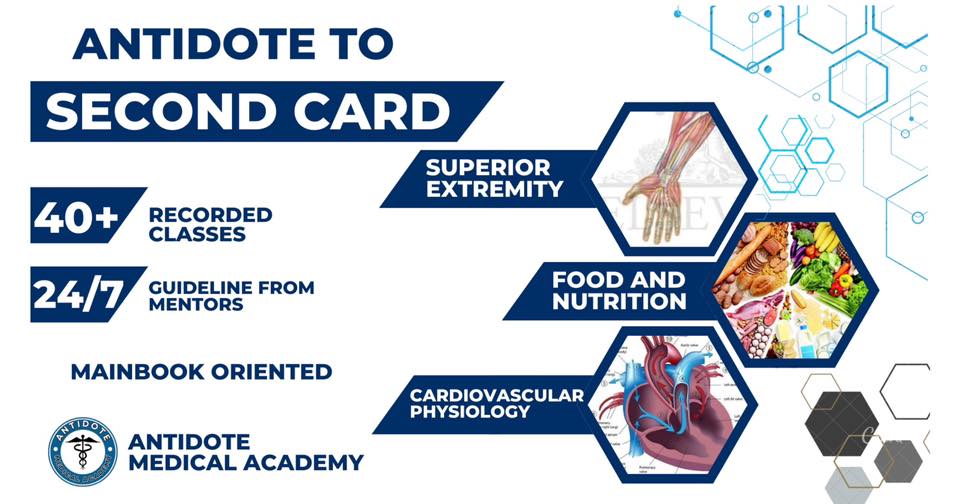 ANTIDOTE TO
SECOND CARD
SUPERIOR
EXTREMITY
40+
RECORDED
CLASSES
FOOD AND
NUTRITION
24/7
GUIDELINE FROM
MENTORS
MAINBOOK ORIENTED
CARDIOVASCULAR
PHYSIOLOGY
ANTIDOTE
MEDICAL ACADEMY
ANTIDOTE
MEDICAL ACADEMY